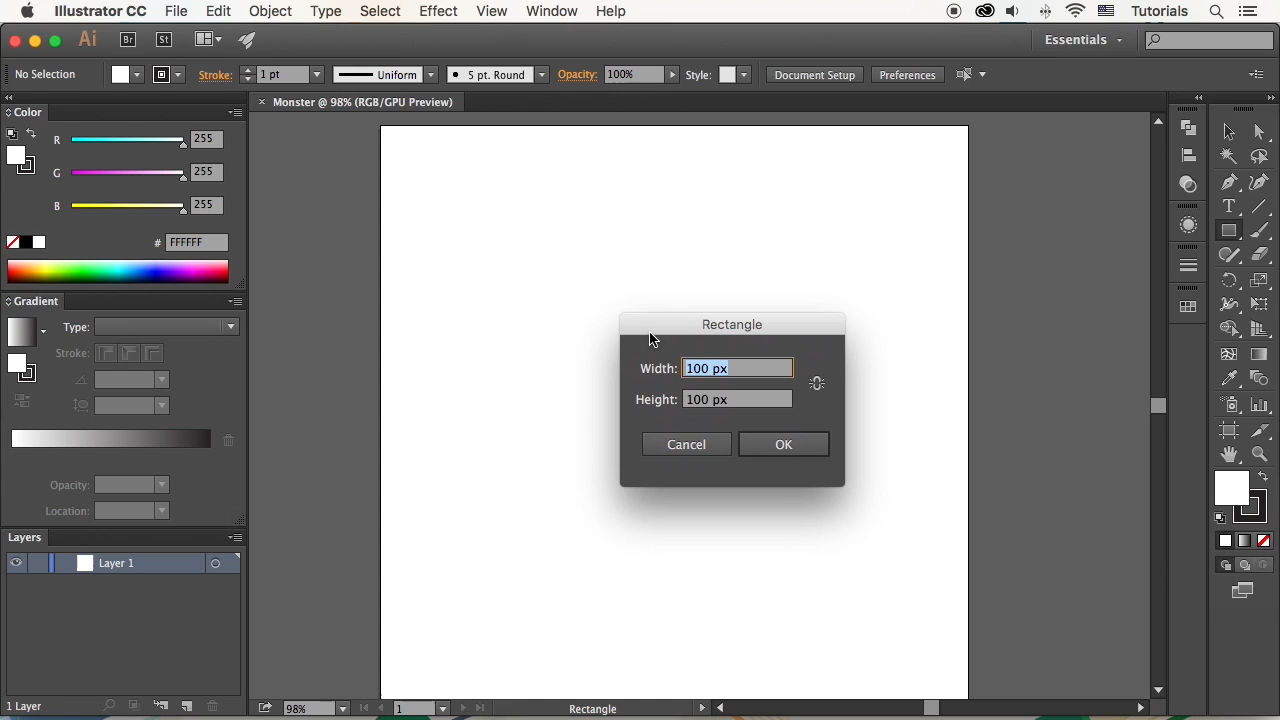 Illustrator CC File Edit Object Type Select Effect View Window Help Tutorials
Ai Br St Essentials
No Selection Stroke: 1 pt Uniform 5 pt. Round Opacity: 100% Style: Document Setup Preferences
Monster @ 98% (RGB/GPU Preview)
Color
R 255
G 255
B 255
# FFFFFF
Gradient
Type:
Stroke:
Opacity:
Location:
Layers
Layer 1
1 Layer
Rectangle
Width: 100 px
Height: 100 px
Cancel OK
98% 1 Rectangle